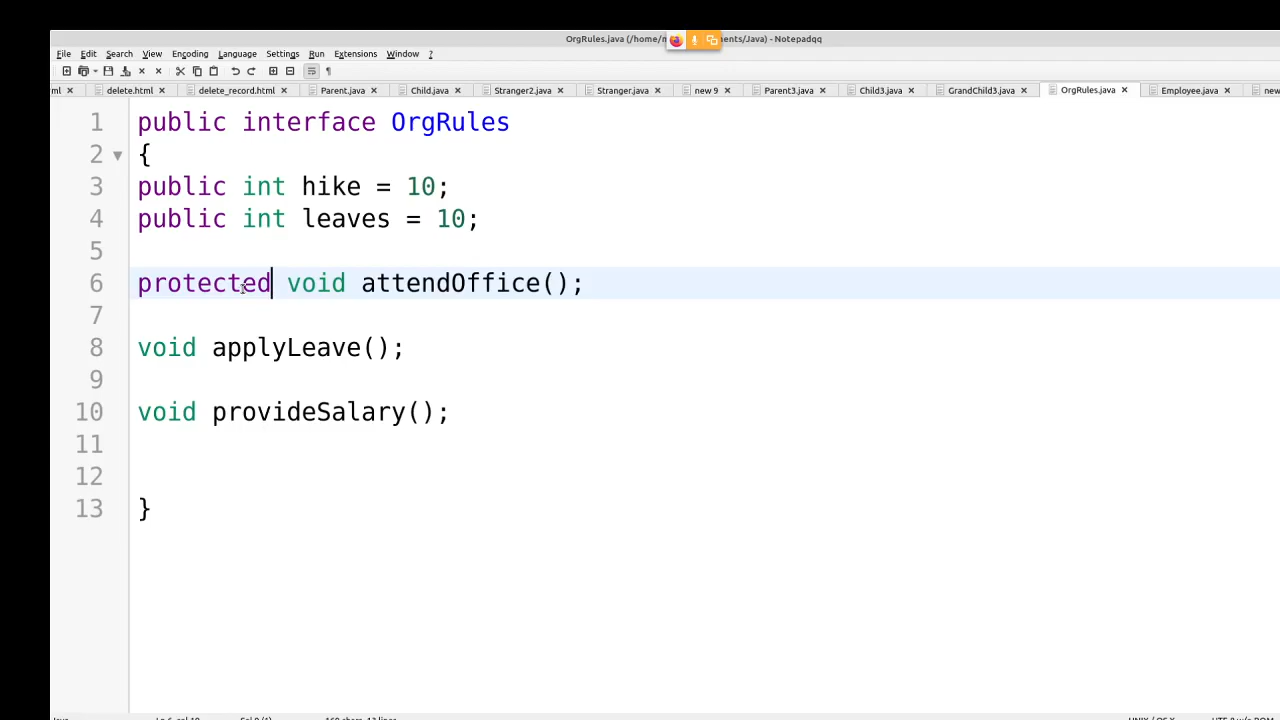 OrgRules.java (/home/n ents/Java) - Notepadqq
File Edit Search View Encoding Language Settings Run Extensions Window ?
ml delete.html delete_record.html Parent.java Child.java Stranger2.java Stranger.java new 9 Parent3.java Child3.java GrandChild3.java OrgRules.java Employee.java new
1 public interface OrgRules
2 {
3 public int hike = 10;
4 public int leaves = 10;
5
6 protected void attendOffice();
7
8 void applyLeave();
9
10 void provideSalary();
11
12
13 }